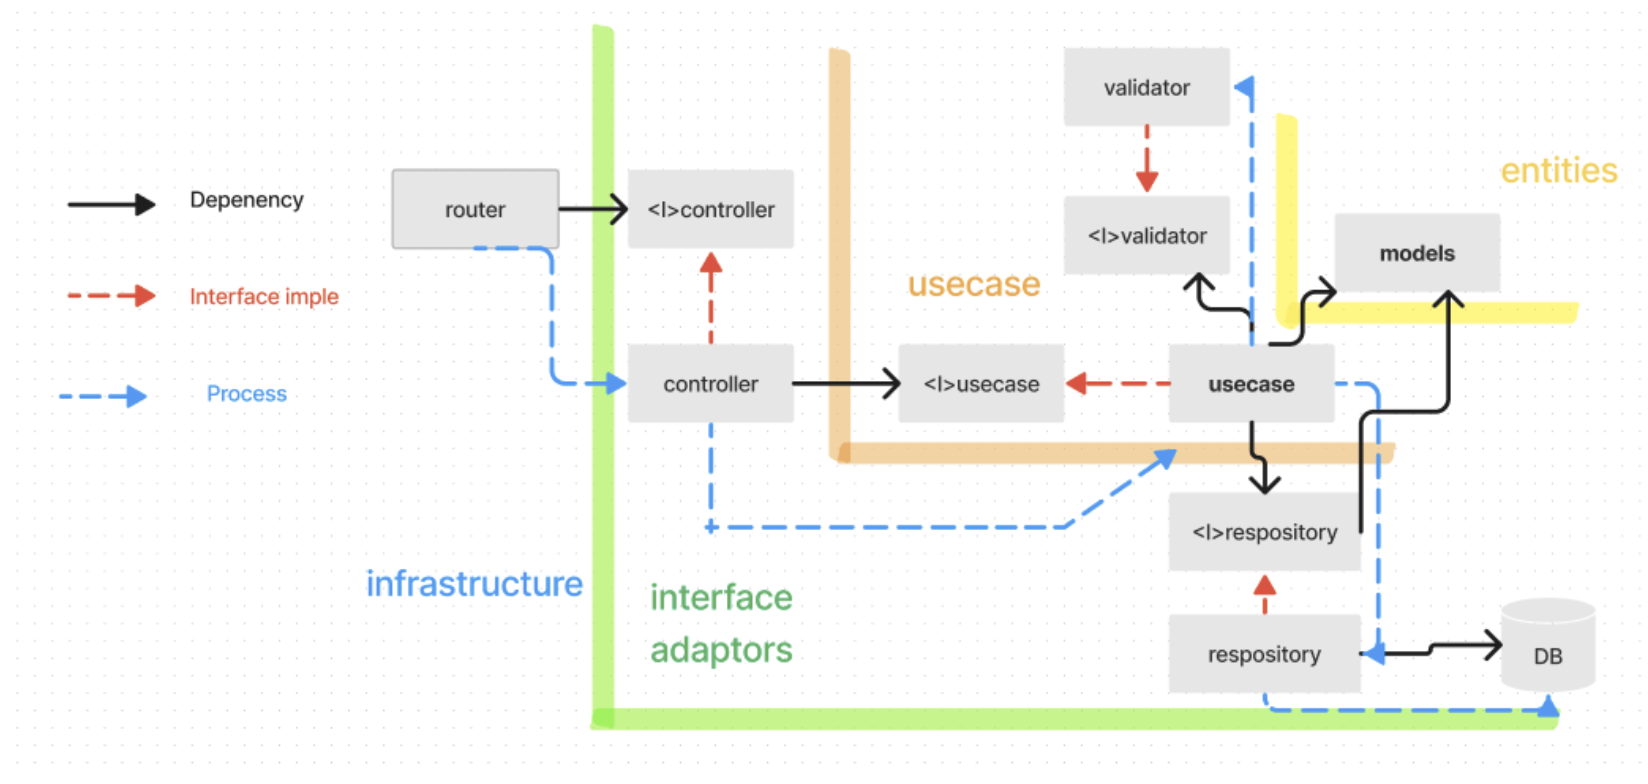 validator
entities
Depenency
router
<I>controller
<I>validator
models
Interface imple
usecase
Process
controller
<I>usecase
usecase
<I>respository
infrastructure
interface
adaptors
respository
DB